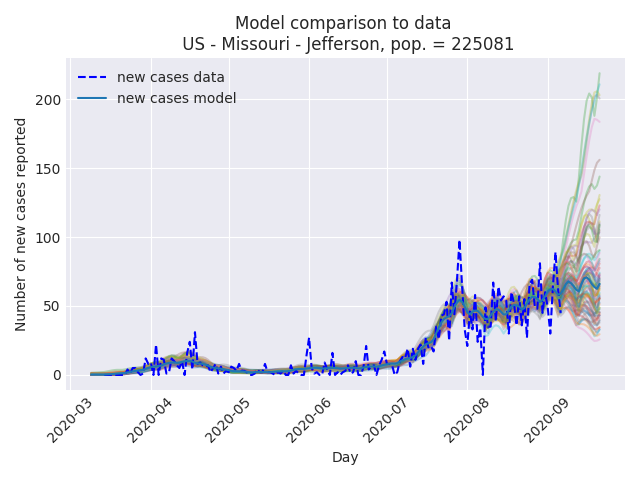 Model comparison to data
US - Missouri - Jefferson, pop. = 225081
new cases data
new cases model
Number of new cases reported
200
150
100
50
0
2020-03
2020-04
2020-05
2020-06
2020-07
2020-08
2020-09
Day